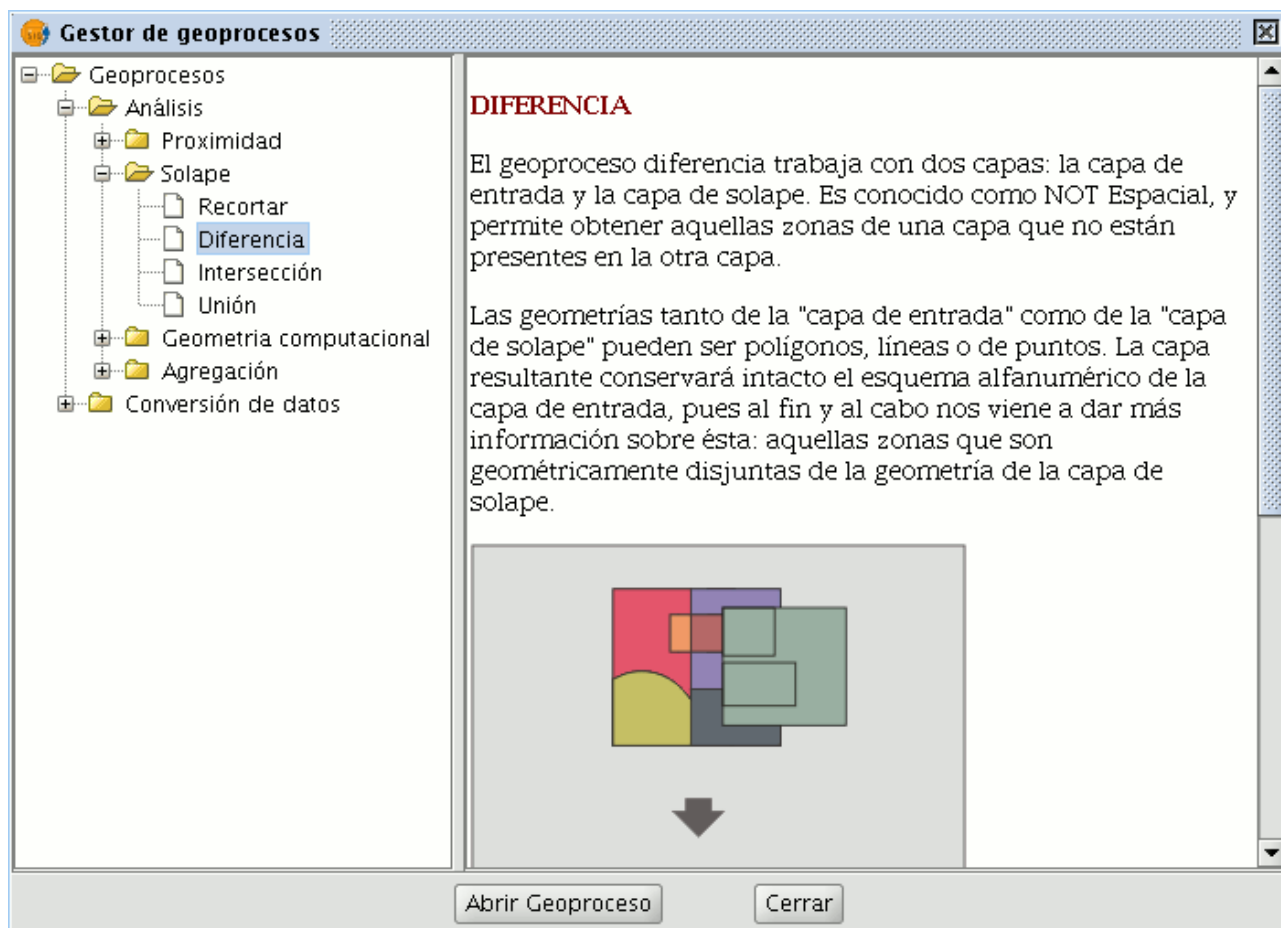 Gestor de geoprocesos
Geoprocesos
Análisis
Proximidad
Solape
Recortar
Diferencia
Intersección
Unión
Geometria computacional
Agregación
Conversión de datos
DIFERENCIA
El geoproceso diferencia trabaja con dos capas: la capa de
entrada y la capa de solape. Es conocido como NOT Espacial, y
permite obtener aquellas zonas de una capa que no están
presentes en la otra capa.
Las geometrías tanto de la "capa de entrada" como de la "capa
de solape" pueden ser polígonos, líneas o de puntos. La capa
resultante conservará intacto el esquema alfanumérico de la
capa de entrada, pues al fin y al cabo nos viene a dar más
información sobre ésta: aquellas zonas que son
geométricamente disjuntas de la geometría de la capa de
solape.
Abrir Geoproceso
Cerrar